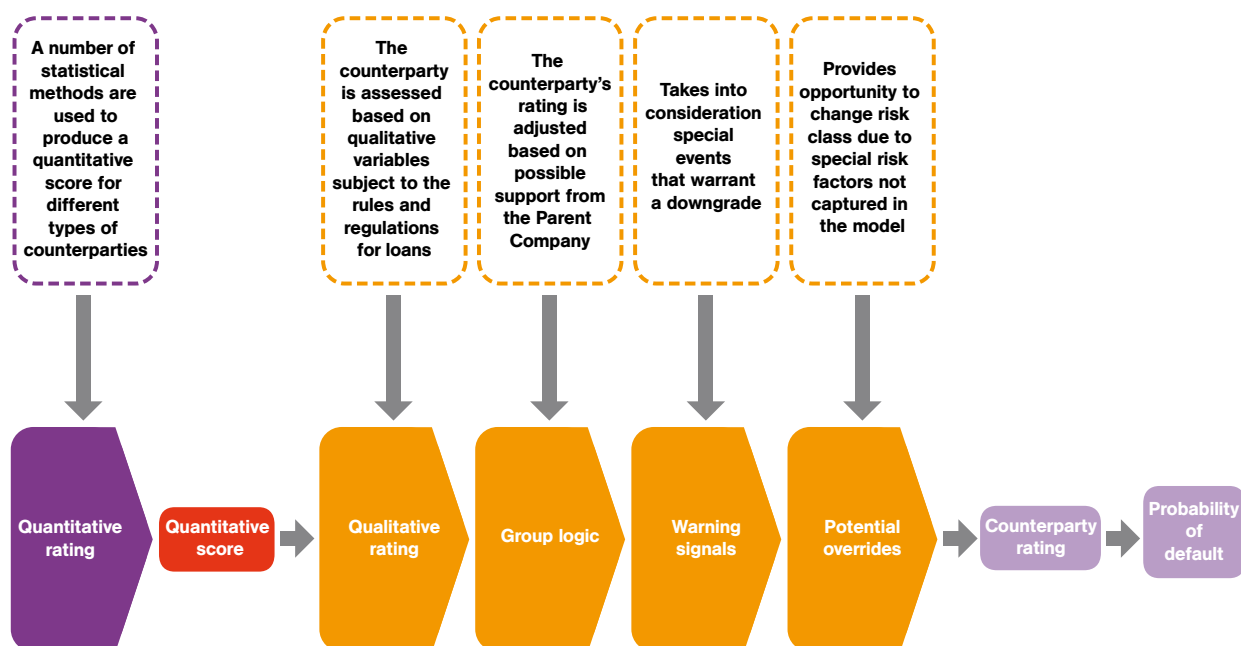 A number of
statistical
methods are
used to
produce a
quantitative
score for
different
types of
counterparties
The
counterparty
is assessed
based on
qualitative
variables
subject to the
rules and
regulations
for loans
The
counterparty's
rating is
adjusted
based on
possible
support from
the Parent
Company
Takes into
consideration
special
events
that warrant
a downgrade
Provides
opportunity to
change risk
class due to
special risk
factors not
captured in
the model
Quantitative
rating
Quantitative
score
Qualitative
rating
Group logic
Warning
signals
Potential
overrides
Counterparty
rating
Probability
of
default